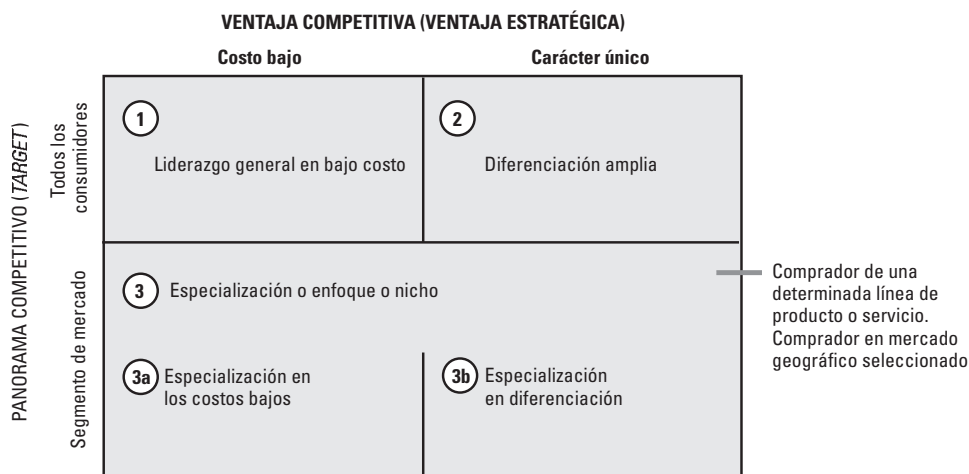 VENTAJA COMPETITIVA (VENTAJA ESTRATÉGICA)
Costo bajo
Carácter único
PANORAMA COMPETITIVO (TARGET)
Todos los
consumidores
1
Liderazgo general en bajo costo
2
Diferenciación amplia
Segmento de mercado
3 Especialización o enfoque o nicho
3a Especialización en
los costos bajos
3b Especialización
en diferenciación
Comprador de una
determinada línea de
producto o servicio.
Comprador en mercado
geográfico seleccionado